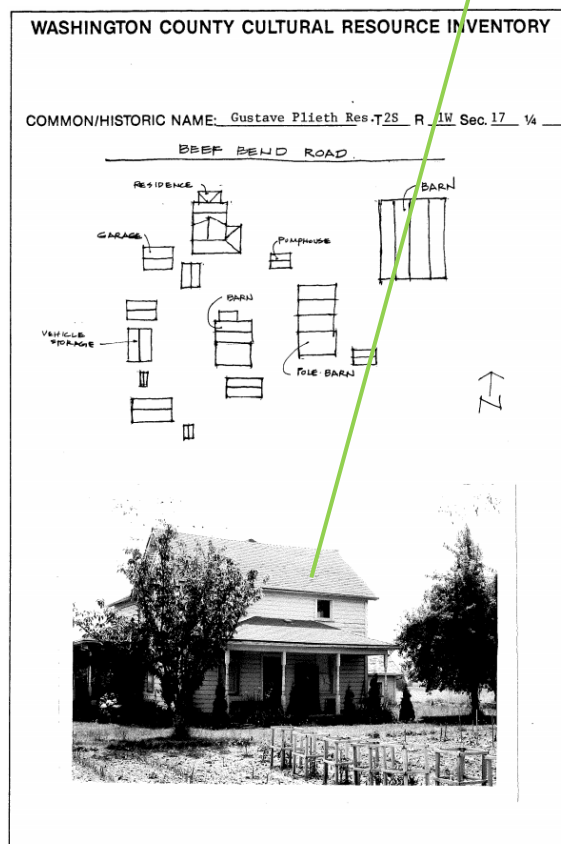 WASHINGTON COUNTY CULTURAL RESOURCE INVENTORY
COMMON/HISTORIC NAME: Gustave Plieth Res. T 2S R 1W Sec. 17 ¼
BEEF BEND ROAD
RESIDENCE
BARN
GARAGE
PUMPHOUSE
BARN
VEHICLE
STORAGE
POLE-BARN
N